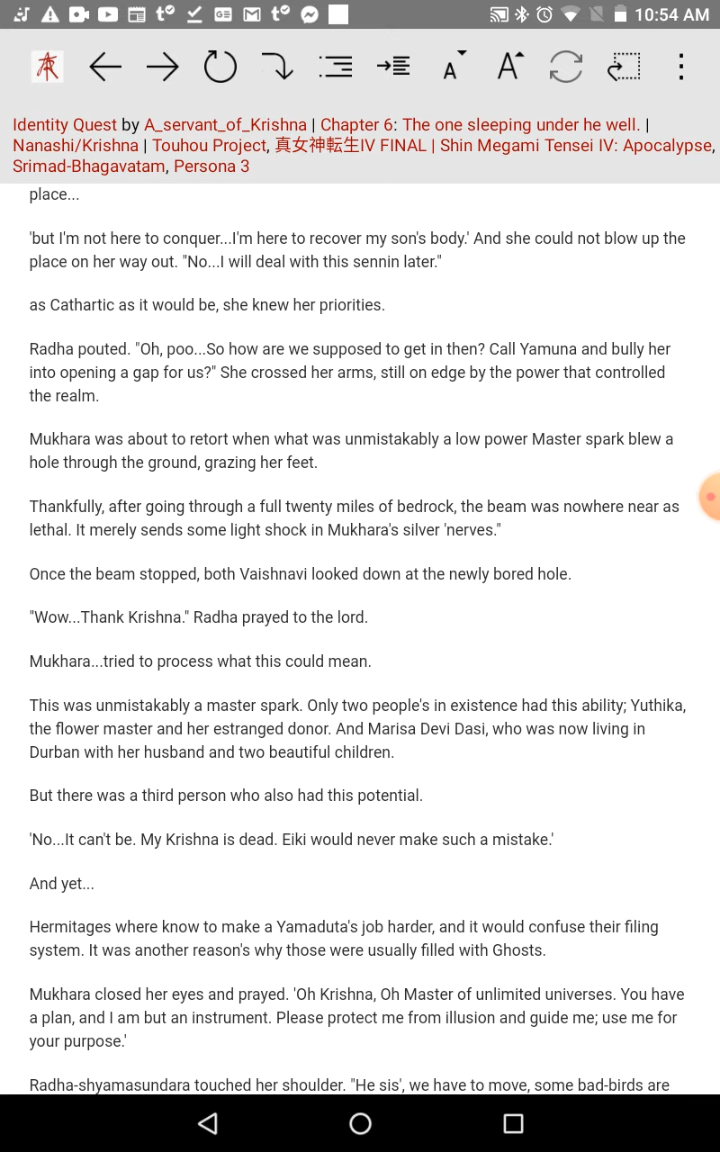 10:54 AM
Identity Quest by A_servant_of_Krishna | Chapter 6: The one sleeping under he well. |
Nanashi/Krishna | Touhou Project, 真女神転生IV FINAL | Shin Megami Tensei IV: Apocalypse,
Srimad-Bhagavatam, Persona 3
place...
'but I'm not here to conquer...I'm here to recover my son's body.' And she could not blow up the
place on her way out. "No...I will deal with this sennin later."
as Cathartic as it would be, she knew her priorities.
Radha pouted. "Oh, poo...So how are we supposed to get in then? Call Yamuna and bully her
into opening a gap for us?" She crossed her arms, still on edge by the power that controlled
the realm.
Mukhara was about to retort when what was unmistakably a low power Master spark blew a
hole through the ground, grazing her feet.
Thankfully, after going through a full twenty miles of bedrock, the beam was nowhere near as
lethal. It merely sends some light shock in Mukhara's silver 'nerves."
Once the beam stopped, both Vaishnavi looked down at the newly bored hole.
"Wow...Thank Krishna." Radha prayed to the lord.
Mukhara...tried to process what this could mean.
This was unmistakably a master spark. Only two people's in existence had this ability; Yuthika,
the flower master and her estranged donor. And Marisa Devi Dasi, who was now living in
Durban with her husband and two beautiful children.
But there was a third person who also had this potential.
'No...It can't be. My Krishna is dead. Eiki would never make such a mistake.'
And yet...
Hermitages where know to make a Yamaduta's job harder, and it would confuse their filing
system. It was another reason's why those were usually filled with Ghosts.
Mukhara closed her eyes and prayed. 'Oh Krishna, Oh Master of unlimited universes. You have
a plan, and I am but an instrument. Please protect me from illusion and guide me; use me for
your purpose.'
Radha-shyamasundara touched her shoulder. "He sis', we have to move, some bad-birds are